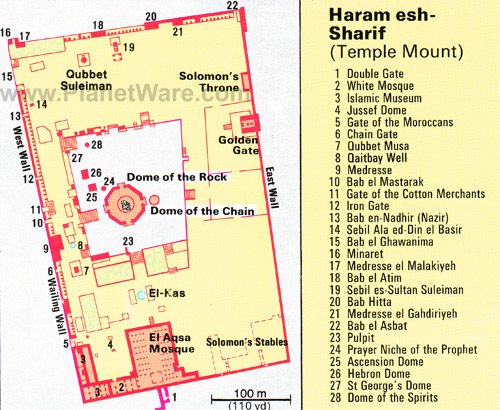 16
17
18
19
20
21
22
16
Qubbet
Suleiman
Solomon's
Throne
www.PlanetWare.com
15
14
13
Golden
Gate
West Wall
28
27
26
24
25
Dome of the Rock
East Wall
12
Dome of the Chain
11
10
9
8
23
6
7
Wailing Wall
El-Kas
5
4
El Aqsa
Mosque
Solomon's Stables
3
3
2
1
100 m
(110 yd)
Haram esh-
Sharif
(Temple Mount)
1 Double Gate
2 White Mosque
3 Islamic Museum
4 Jussef Dome
5 Gate of the Moroccans
6 Chain Gate
7 Qubbet Musa
8 Qaitbay Well
9 Medresse
10 Bab el Mastarak
11 Gate of the Cotton Merchants
12 Iron Gate
13 Bab en-Nadhir (Nazir)
14 Sebil Ala ed-Din el Basir
15 Bab el Ghawanima
16 Minaret
17 Medresse el Malakiyeh
18 Bab el Atim
19 Sebil es-Sultan Suleiman
20 Bab Hitta
21 Medresse el Gahdiriyeh
22 Bab el Asbat
23 Pulpit
24 Prayer Niche of the Prophet
25 Ascension Dome
26 Hebron Dome
27 St George's Dome
28 Dome of the Spirits